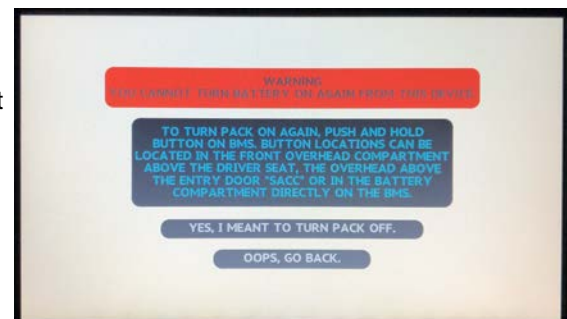 t
WARNING
YOU CANNOT TURN BATTERY ON AGAIN FROM THIS DEVICE
TO TURN PACK ON AGAIN, PUSH AND HOLD
BUTTON ON BMS. BUTTON LOCATIONS CAN BE
LOCATED IN THE FRONT OVERHEAD COMPARTMENT
ABOVE THE DRIVER SEAT, THE OVERHEAD ABOVE
THE ENTRY DOOR "SACC" OR IN THE BATTERY
COMPARTMENT DIRECTLY ON THE BMS.
YES, I MEANT TO TURN PACK OFF.
OOPS, GO BACK.